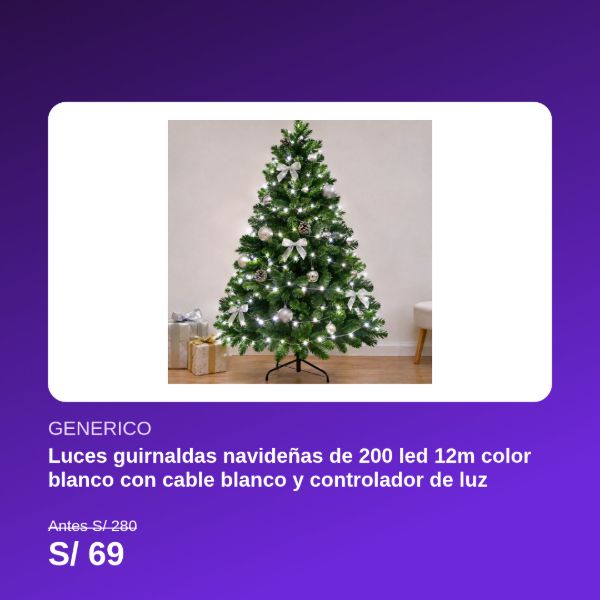 GENERICO
Luces guirnaldas navideñas de 200 led 12m color
blanco con cable blanco y controlador de luz
Antes S/ 280
S/ 69